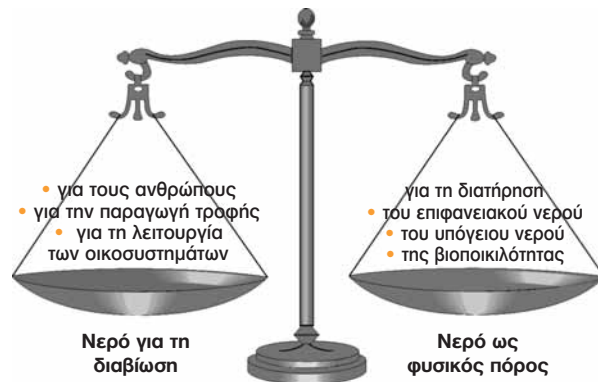 • για τους ανθρώπους
• για την παραγωγή τροφής
• για τη λειτουργία
των οικοσυστημάτων
Νερό για τη
διαβίωση
για τη διατήρηση
• του επιφανειακού νερού
• του υπόγειου νερού
• της βιοποικιλότητας
Νερό ως
φυσικός πόρος